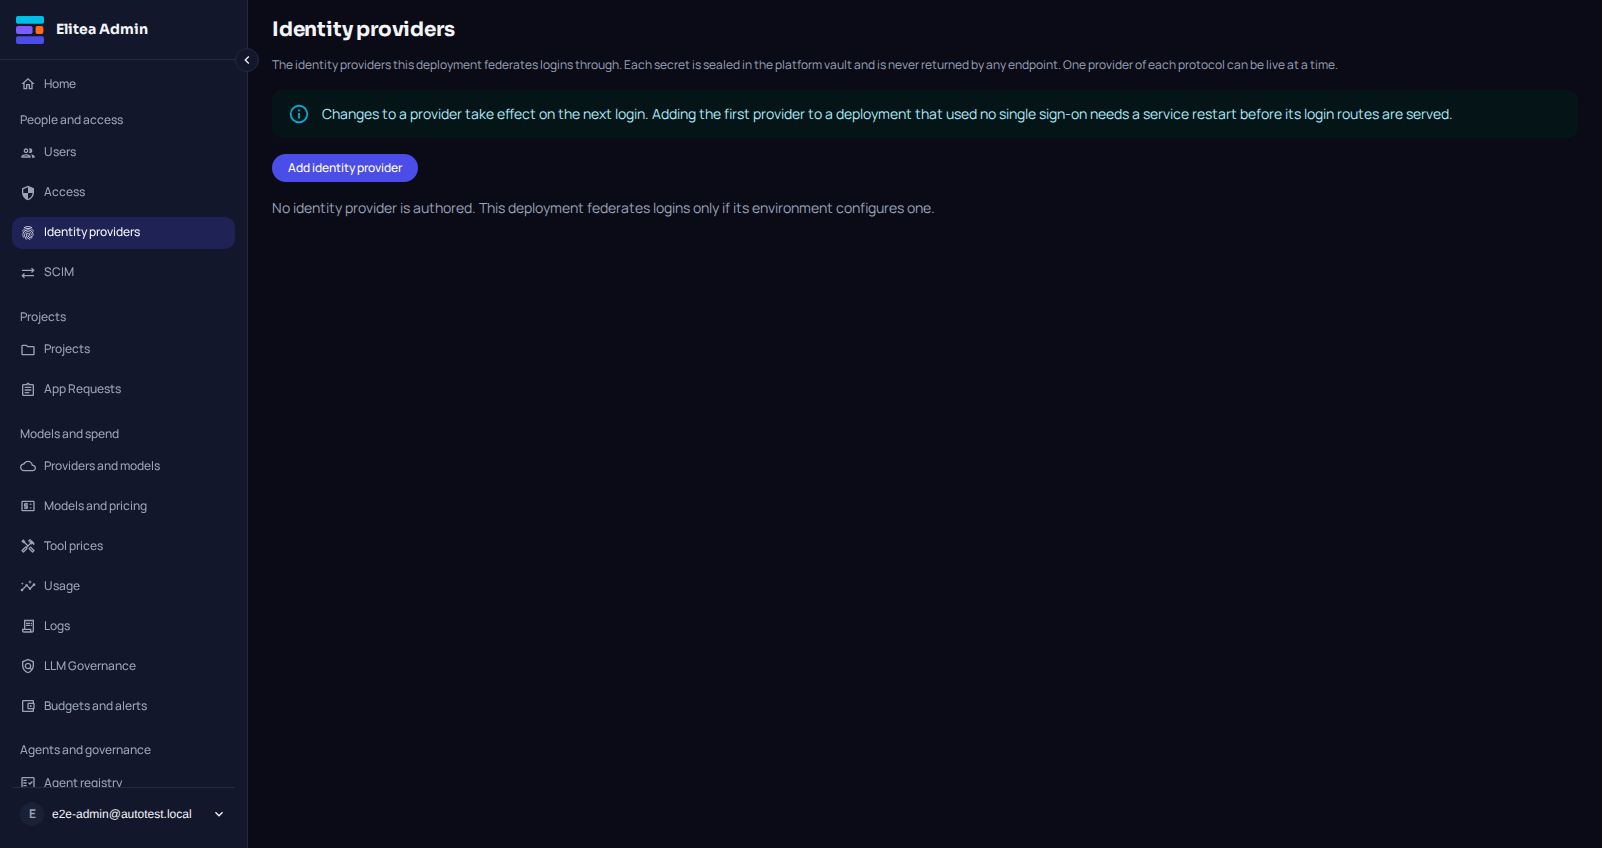 Elitea Admin
Home
People and access
Users
Access
Identity providers
SCIM
Projects
Projects
App Requests
Models and spend
Providers and models
Models and pricing
Tool prices
Usage
Logs
LLM Governance
Budgets and alerts
Agents and governance
Agent registry
E e2e-admin@autotest.local
Identity providers
The identity providers this deployment federates logins through. Each secret is sealed in the platform vault and is never returned by any endpoint. One provider of each protocol can be live at a time.
Changes to a provider take effect on the next login. Adding the first provider to a deployment that used no single sign-on needs a service restart before its login routes are served.
Add identity provider
No identity provider is authored. This deployment federates logins only if its environment configures one.